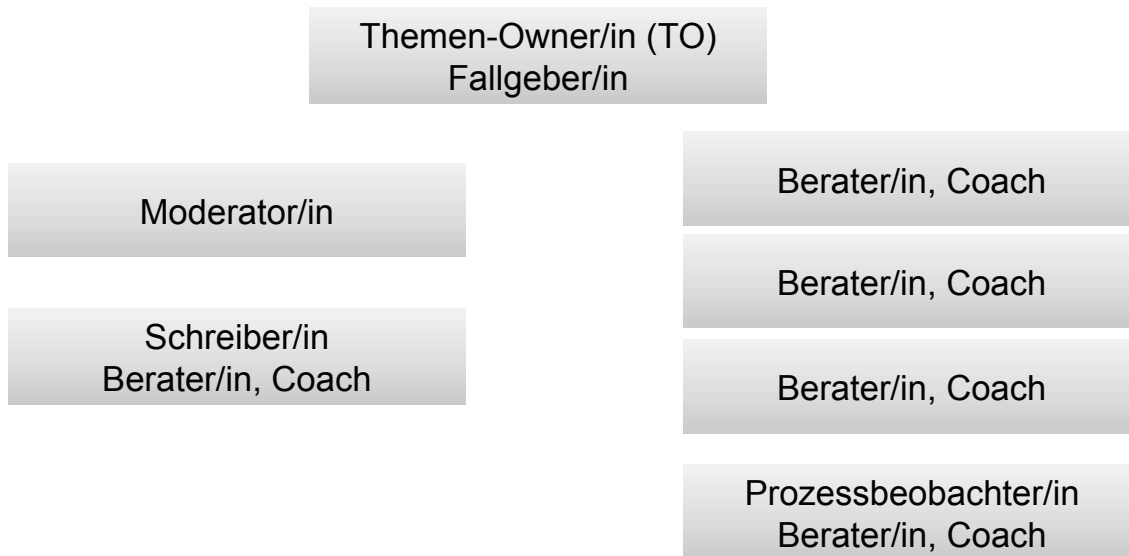 Themen-Owner/in (TO)
Fallgeber/in
Moderator/in
Schreiber/in
Berater/in, Coach
Berater/in, Coach
Berater/in, Coach
Berater/in, Coach
Prozessbeobachter/in
Berater/in, Coach